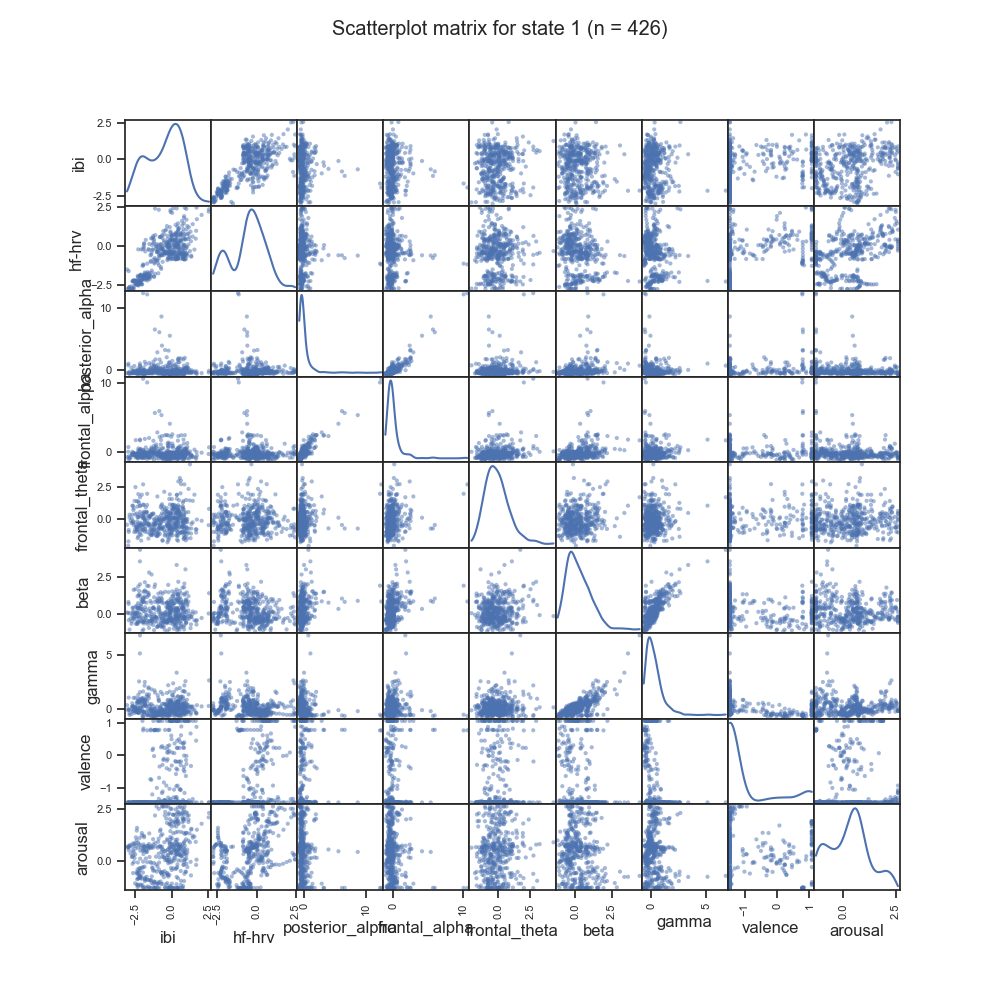 Scatterplot matrix for state 1 (n = 426)
2.5
0.0
−2.5
ibi
2.5
0.0
−2.5
hf-hrv
10
0
posterior_alpha
10
0
frontal_alpha
2.5
0.0
frontal_theta
2.5
0.0
beta
5
0
gamma
1
0
−1
valence
2.5
0.0
arousal
−2.5 0.0 2.5 −2.5 0.0 2.5 0 10 0 10 0.0 2.5 0.0 2.5 0 5 −1 0 1 0.0 2.5
ibi hf-hrv posterior_alpha frontal_alpha frontal_theta beta gamma valence arousal